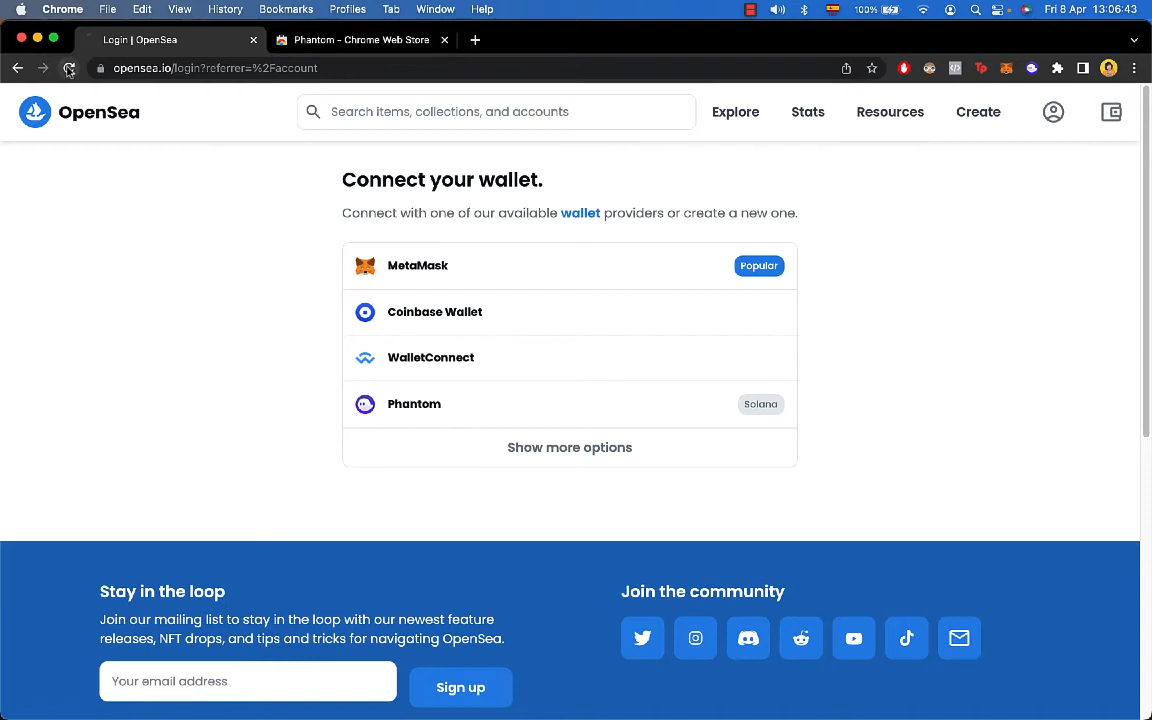 Chrome File Edit View History Bookmarks Profiles Tab Window Help 100% Fri 8 Apr 13:06:43
Login | OpenSea Phantom - Chrome Web Store
opensea.io/login?referrer=%2Faccount
OpenSea Search items, collections, and accounts Explore Stats Resources Create
Connect your wallet.
Connect with one of our available wallet providers or create a new one.
MetaMask Popular
Coinbase Wallet
WalletConnect
Phantom Solana
Show more options
Stay in the loop Join the community
Join our mailing list to stay in the loop with our newest feature
releases, NFT drops, and tips and tricks for navigating OpenSea.
Your email address Sign up